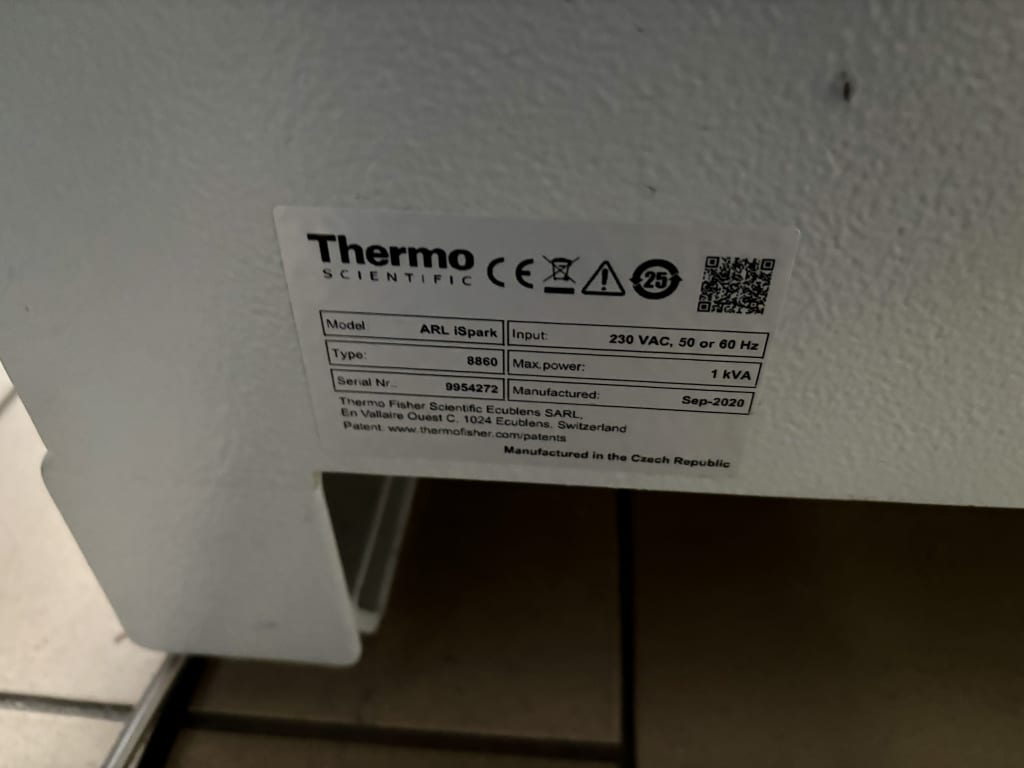 Thermo
SCIENTIFIC
CE
25
Model: ARL iSpark Input: 230 VAC, 50 or 60 Hz
Type: 8860 Max.power: 1 kVA
Serial Nr.: 9954272 Manufactured: Sep-2020
Thermo Fisher Scientific Ecublens SARL,
En Vallaire Ouest C, 1024 Ecublens, Switzerland
Patent: www.thermofisher.com/patents
Manufactured in the Czech Republic